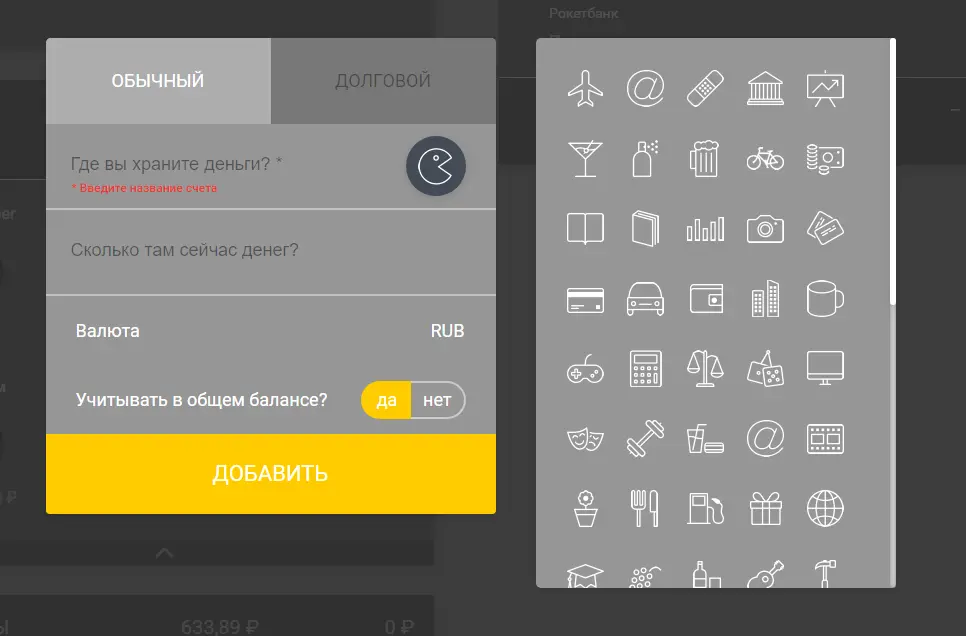 Рокетбанк
ОБЫЧНЫЙ
ДОЛГОВОЙ
Где вы храните деньги? *
* Введите название счета
Сколько там сейчас денег?
Валюта
RUB
Учитывать в общем балансе?
да
нет
ДОБАВИТЬ
633,89 ₽
0 ₽